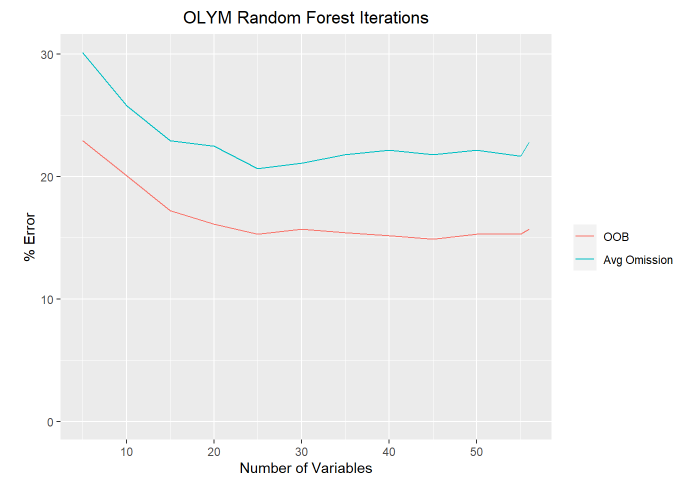 OLYM Random Forest Iterations
% Error
30
20
10
0
10 20 30 40 50
Number of Variables
OOB
Avg Omission